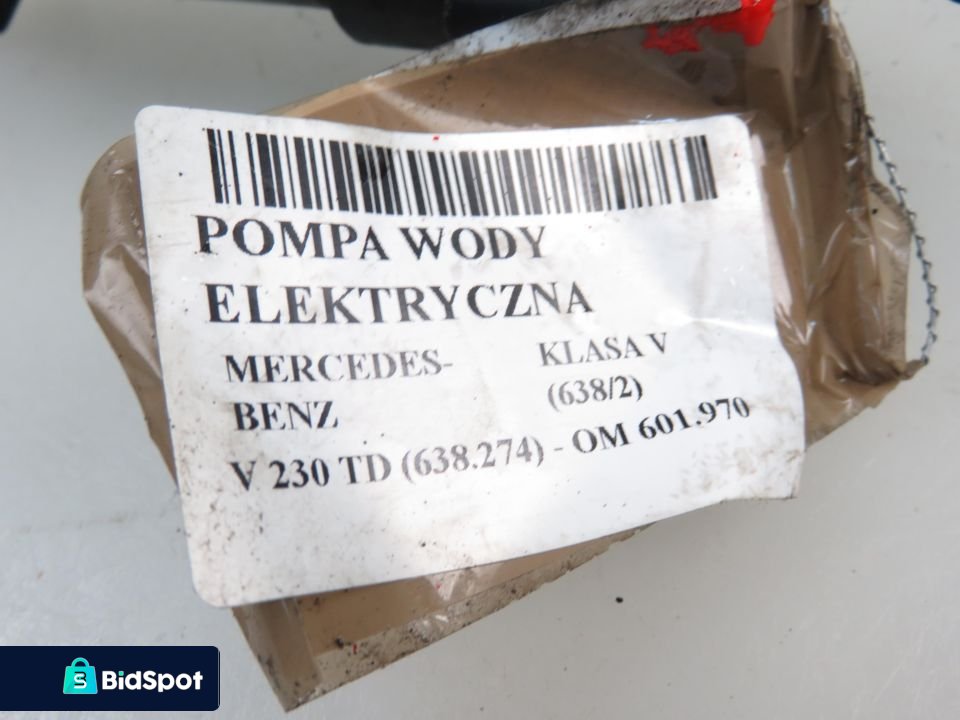 POMPA WODY
ELEKTRYCZNA
MERCEDES-
BENZ
KLASA V
(638/2)
V 230 TD (638.274) - OM 601.970
BidSpot